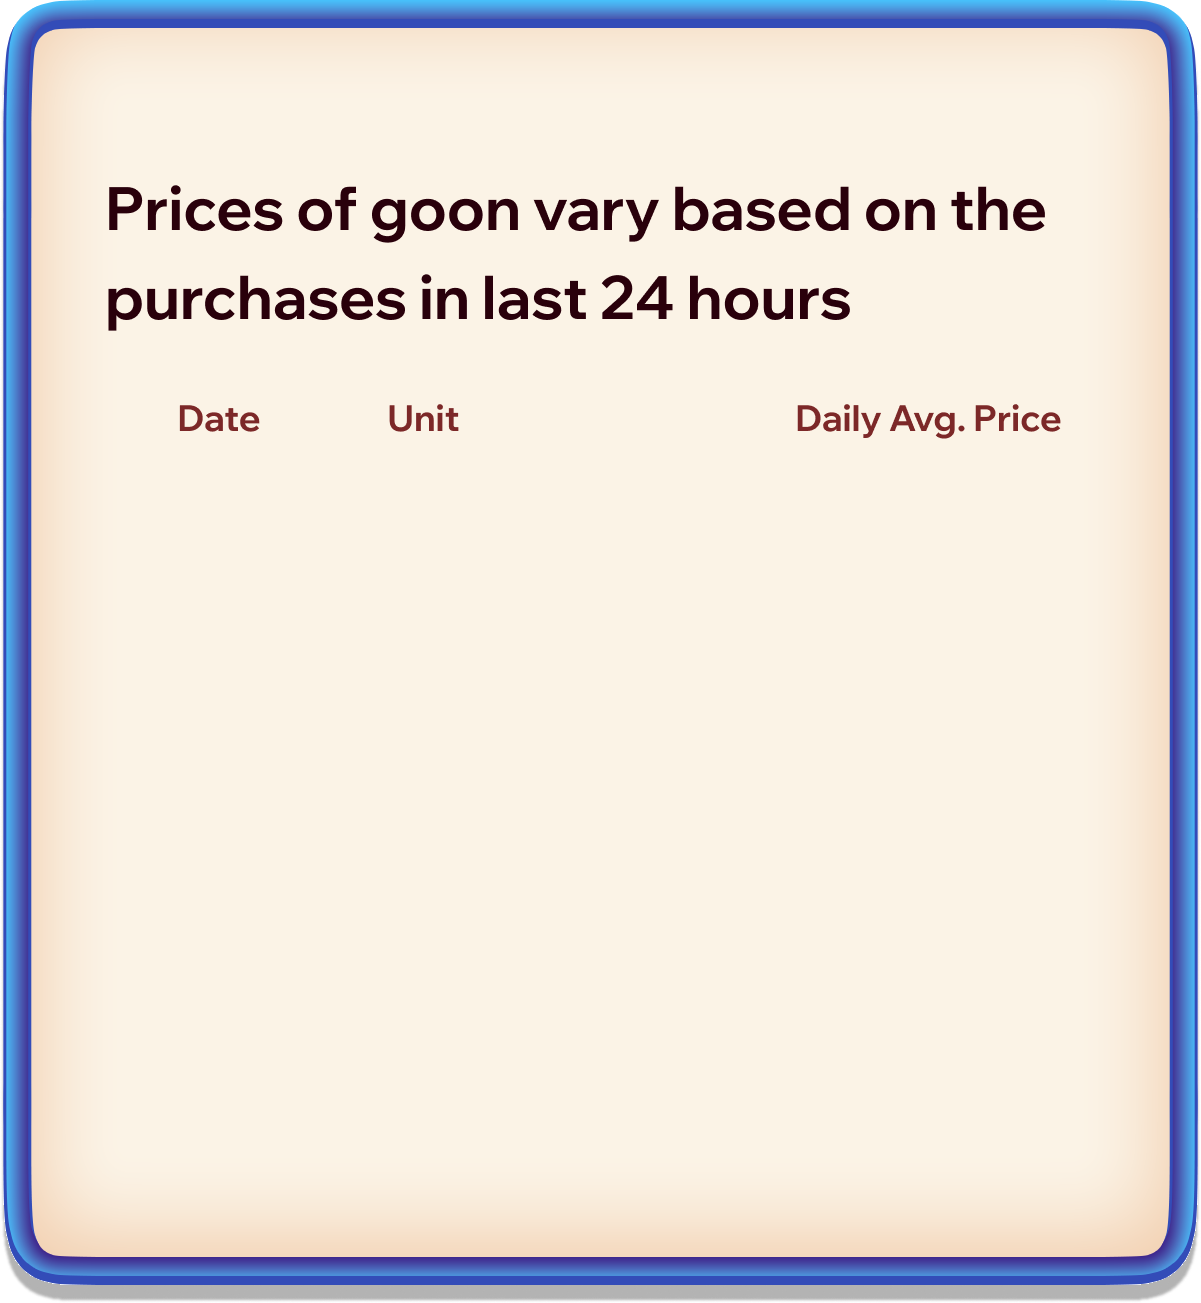 Prices of goon vary based on the
purchases in last 24 hours
Date Unit Daily Avg. Price